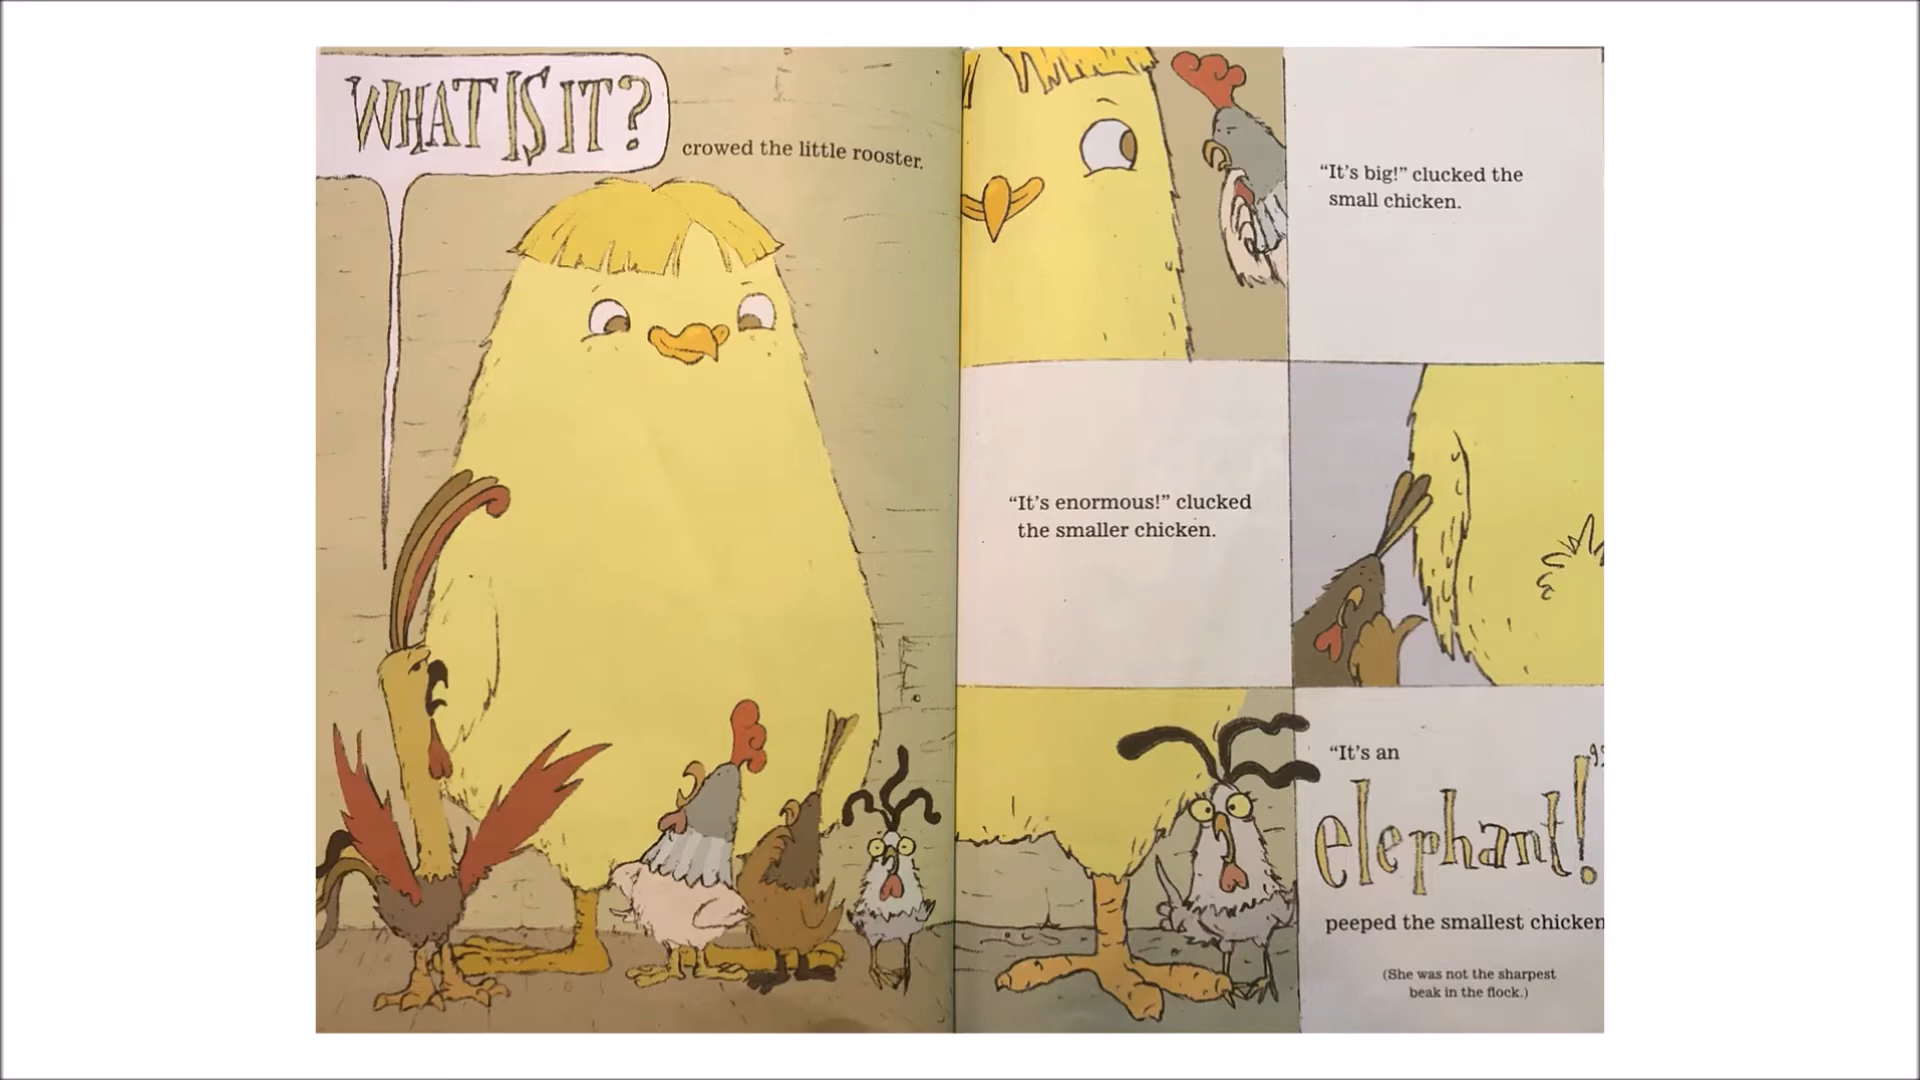 WHAT IS IT?
crowed the little rooster.
“It’s big!” clucked the
small chicken.
“It’s enormous!” clucked
the smaller chicken.
“It’s an
elephant!”
peeped the smallest chicken
(She was not the sharpest
beak in the flock.)